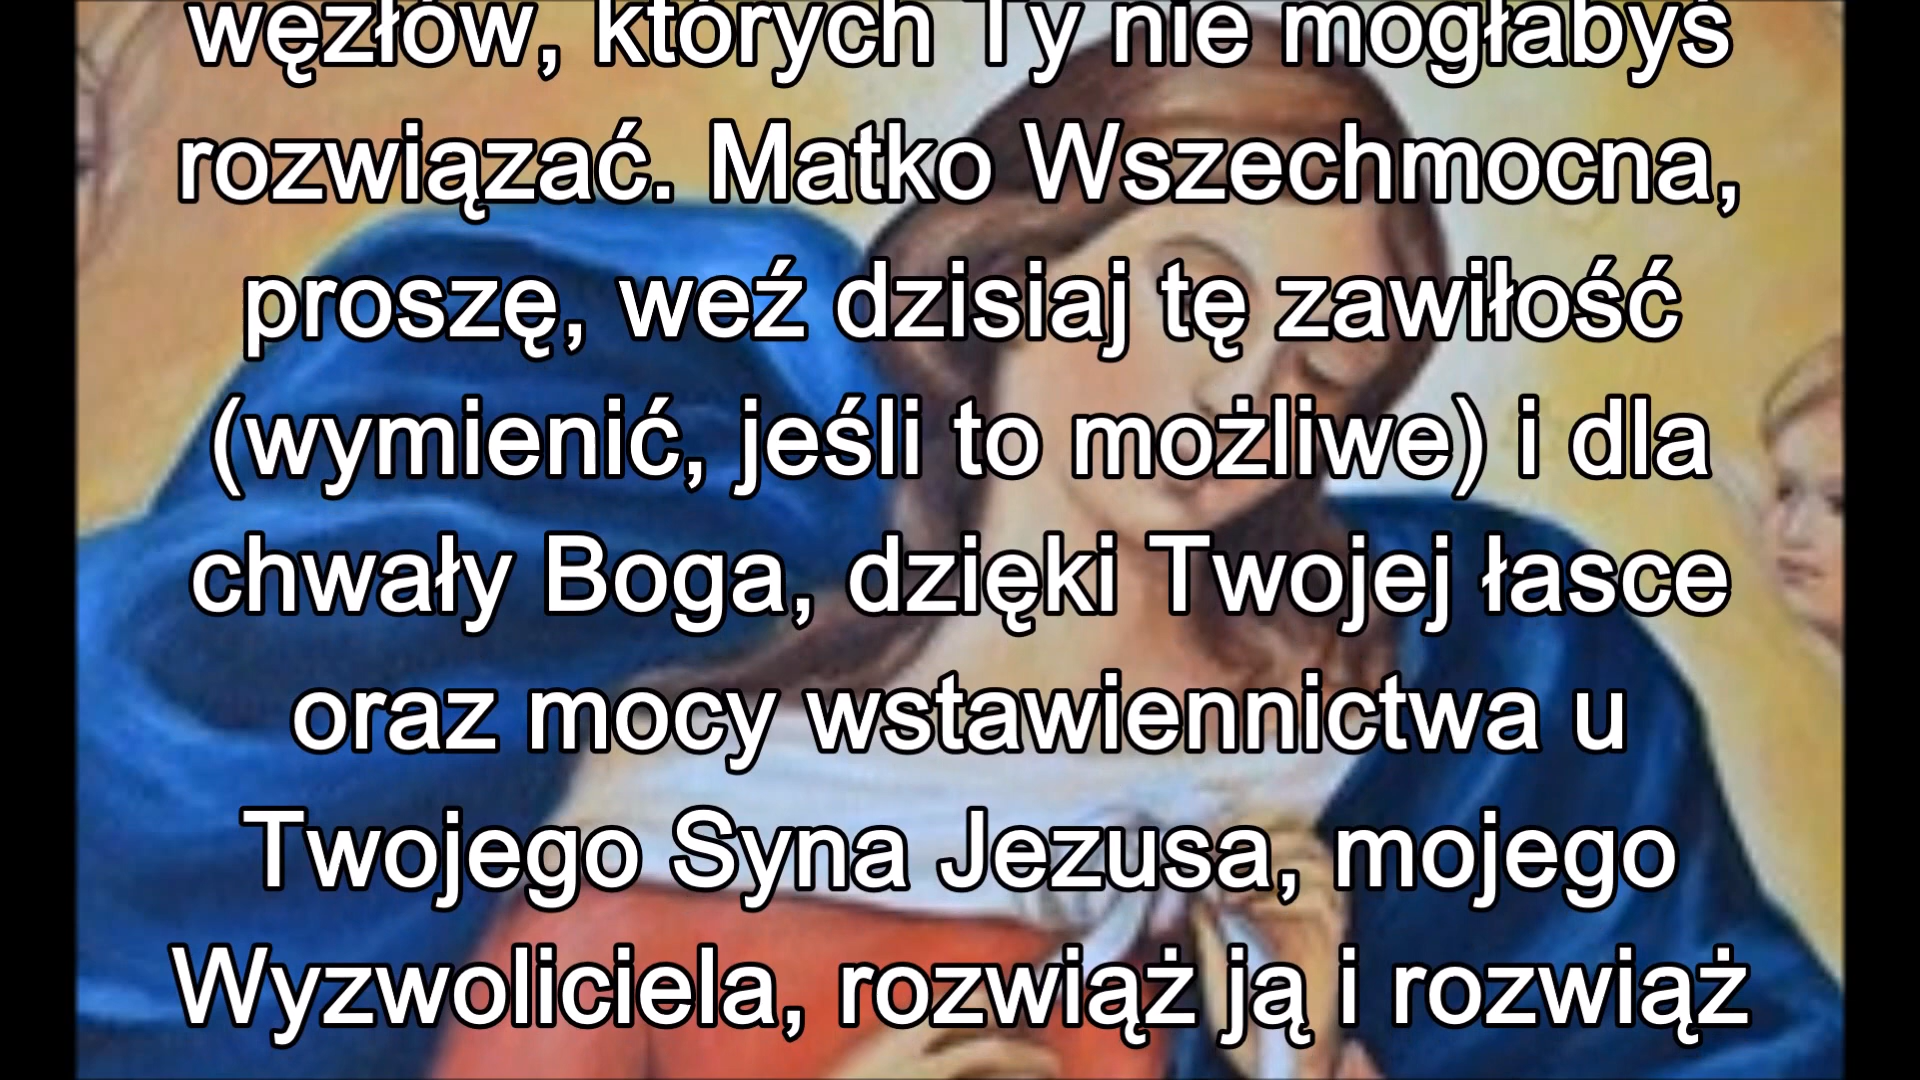 węzłów, których Ty nie mogłabyś
rozwiązać. Matko Wszechmocna,
proszę, weź dzisiaj tę zawiłość
(wymienić, jeśli to możliwe) i dla
chwały Boga, dzięki Twojej łasce
oraz mocy wstawiennictwa u
Twojego Syna Jezusa, mojego
Wyzwoliciela, rozwiąż ją i rozwiąż